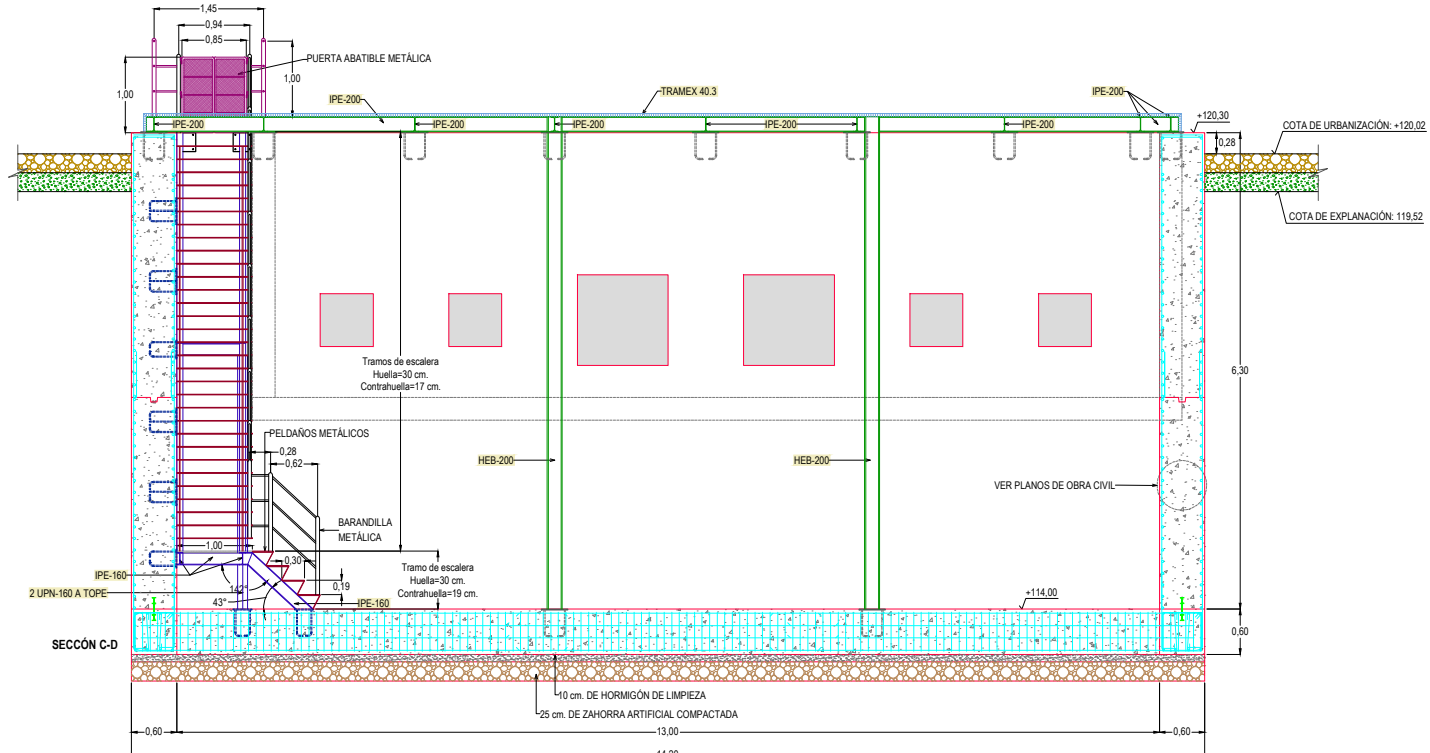 1,45
0,94
0,85
PUERTA ABATIBLE METÁLICA
1,00
1,00
IPE-200
TRAMEX 40.3
IPE-200
IPE-200
IPE-200
IPE-200
IPE-200
IPE-200
+120,30
0,28
COTA DE URBANIZACIÓN: +120,02
COTA DE EXPLANACIÓN: 119,52
Tramos de escalera
Huella=30 cm.
Contrahuella=17 cm.
6,30
PELDAÑOS METÁLICOS
0,28
0,62
HEB-200
HEB-200
VER PLANOS DE OBRA CIVIL
BARANDILLA
METÁLICA
1,00
0,30
Tramo de escalera
Huella=30 cm.
Contrahuella=19 cm.
IPE-160
0,19
2 UPN-160 A TOPE
43°
IPE-160
+114,00
0,60
SECCÓN C-D
10 cm. DE HORMIGÓN DE LIMPIEZA
25 cm. DE ZAHORRA ARTIFICIAL COMPACTADA
0,60
13,00
0,60